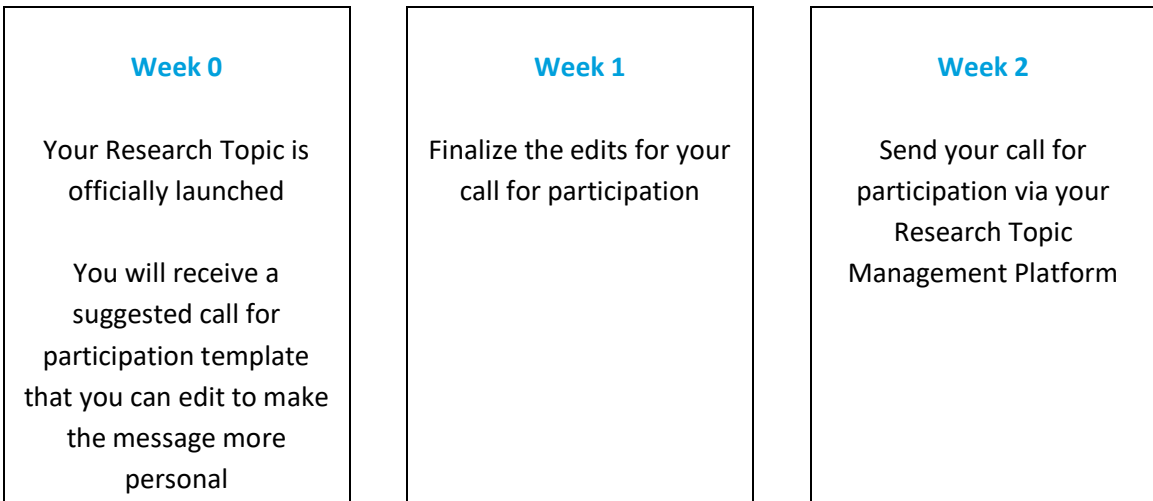 Week 0
Your Research Topic is
officially launched
You will receive a
suggested call for
participation template
that you can edit to make
the message more
personal
Week 1
Finalize the edits for your
call for participation
Week 2
Send your call for
participation via your
Research Topic
Management Platform